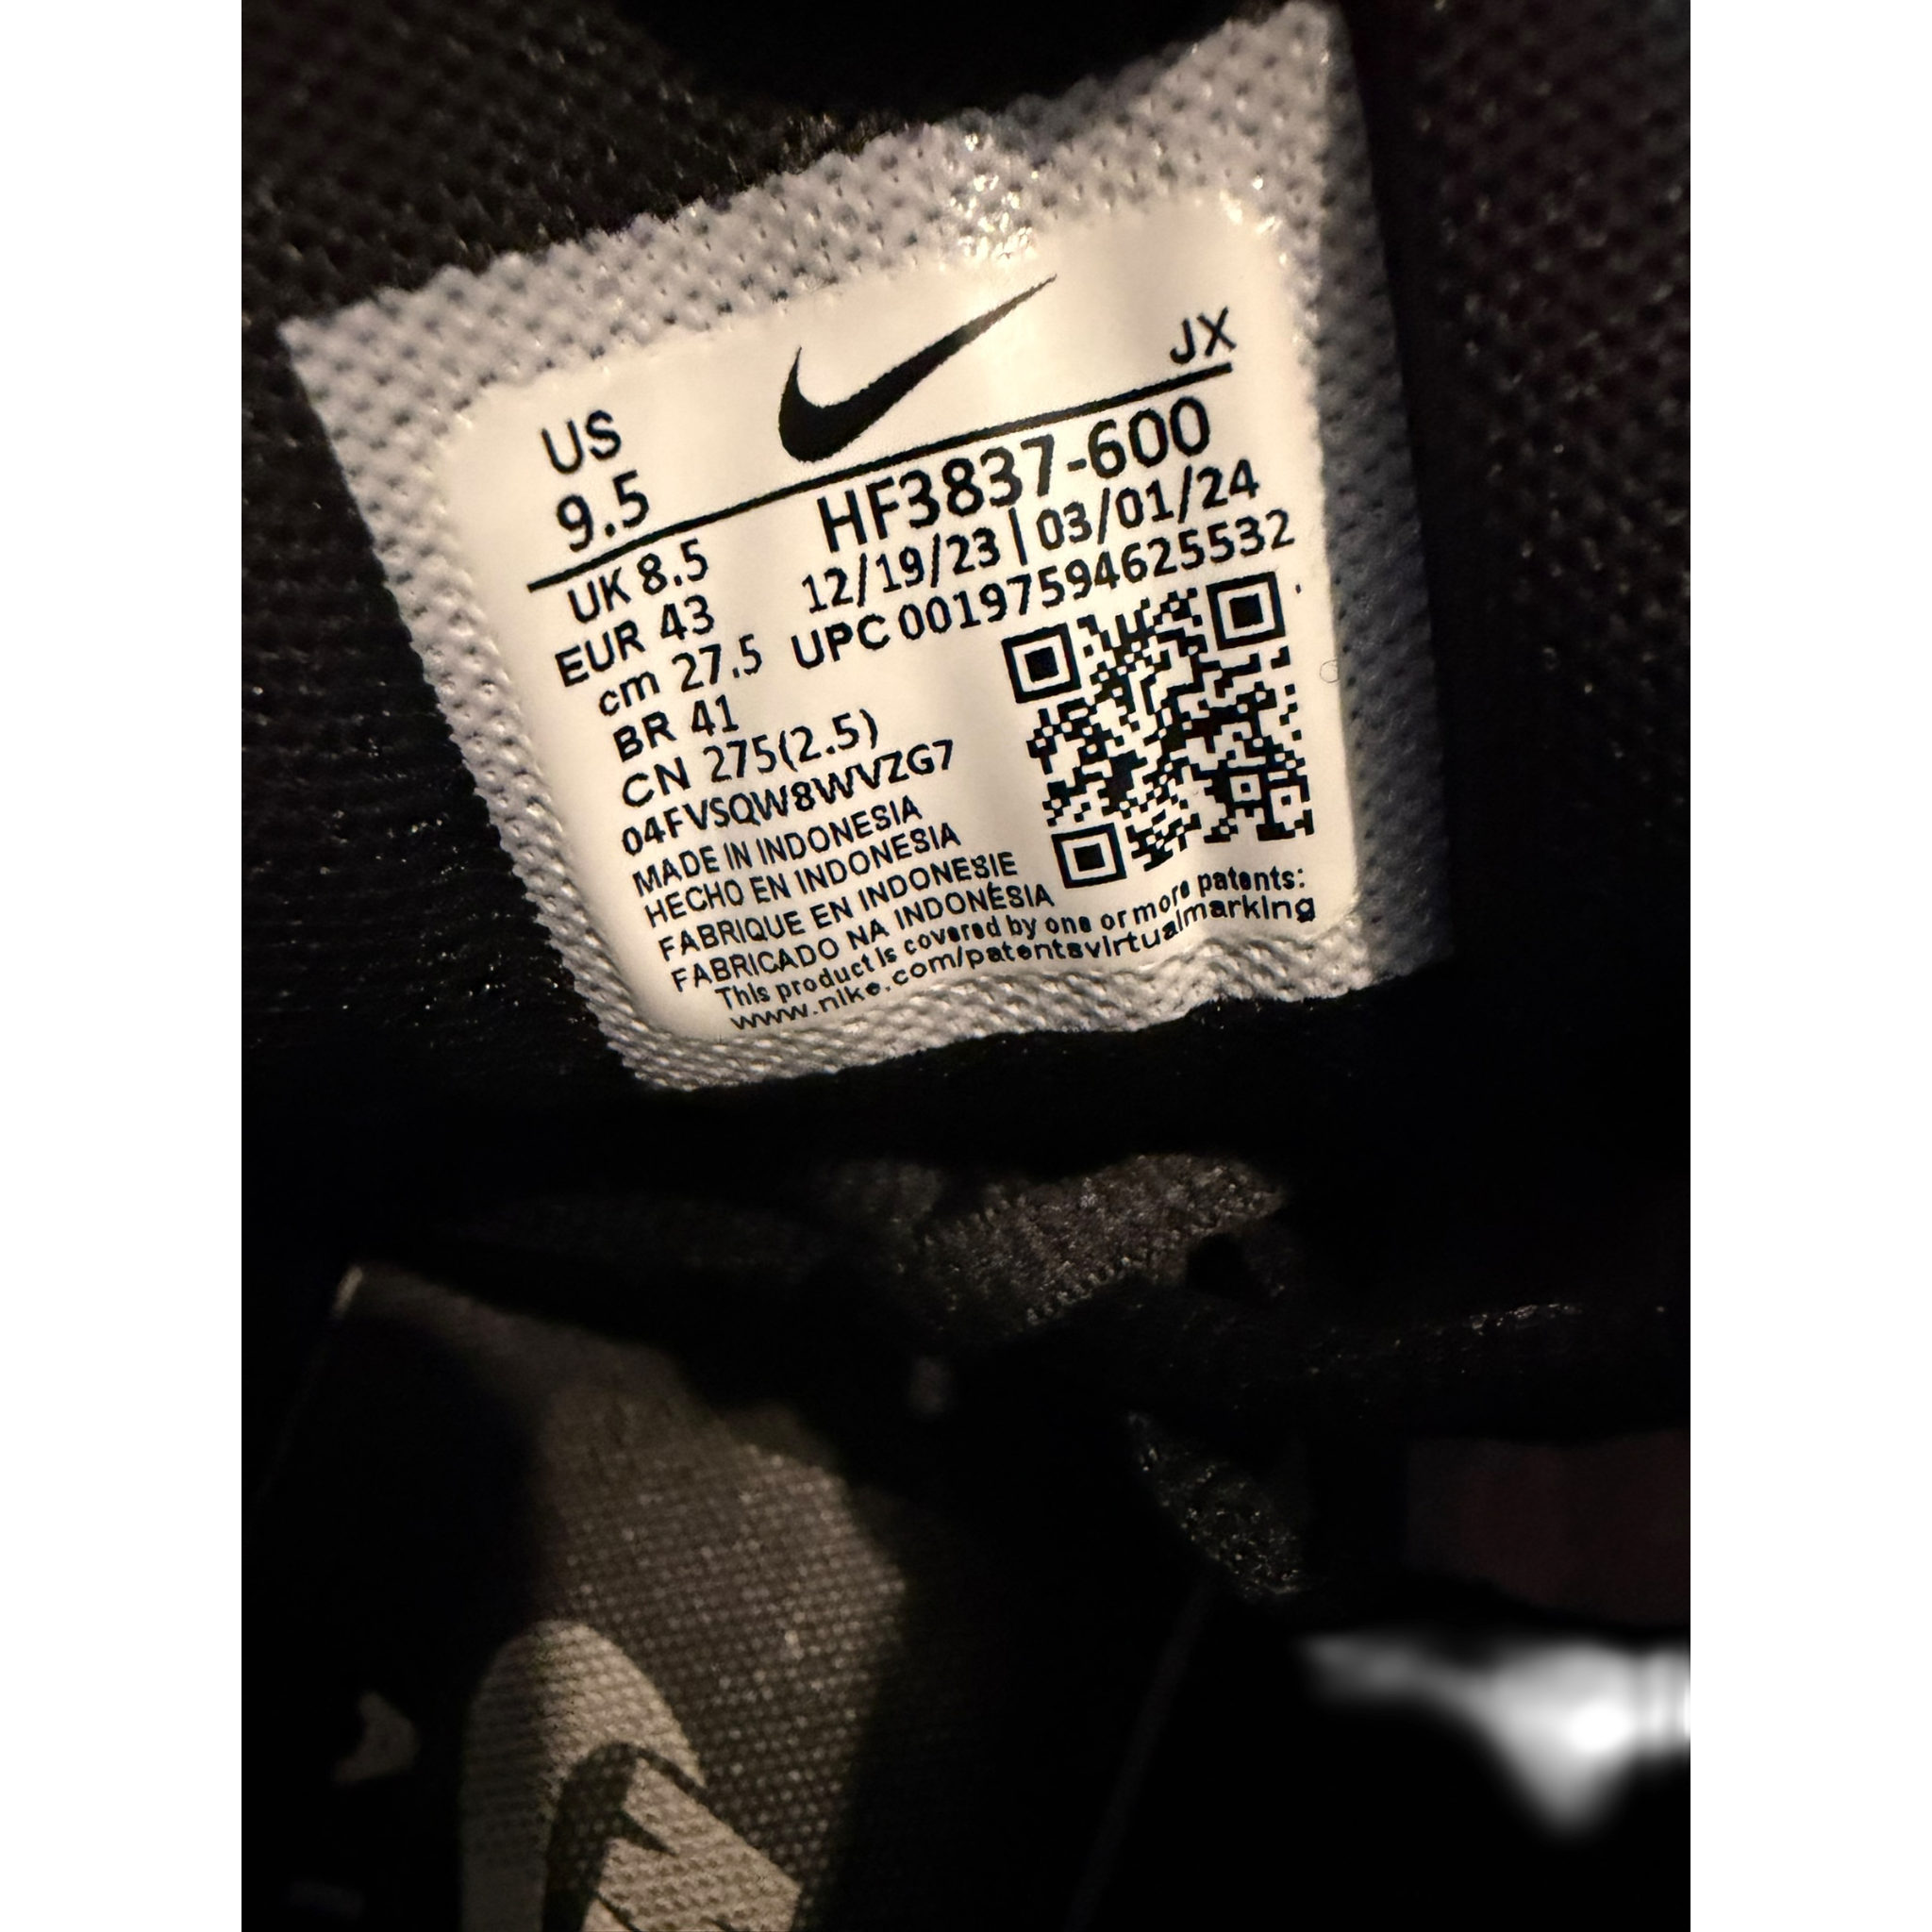 JX
US
9.5
HF3837-600
12/19/23 | 03/01/24
UPC 00197594625532
UK 8.5
EUR 43
cm 27.5
BR 41
CN 275(2.5)
04FVSQW8WVZG7
MADE IN INDONESIA
HECHO EN INDONESIA
FABRIQUE EN INDONESIE
FABRICADO NA INDONÉSIA
This product is covered by one or more patents:
www.nike.com/patentsvirtualmarking